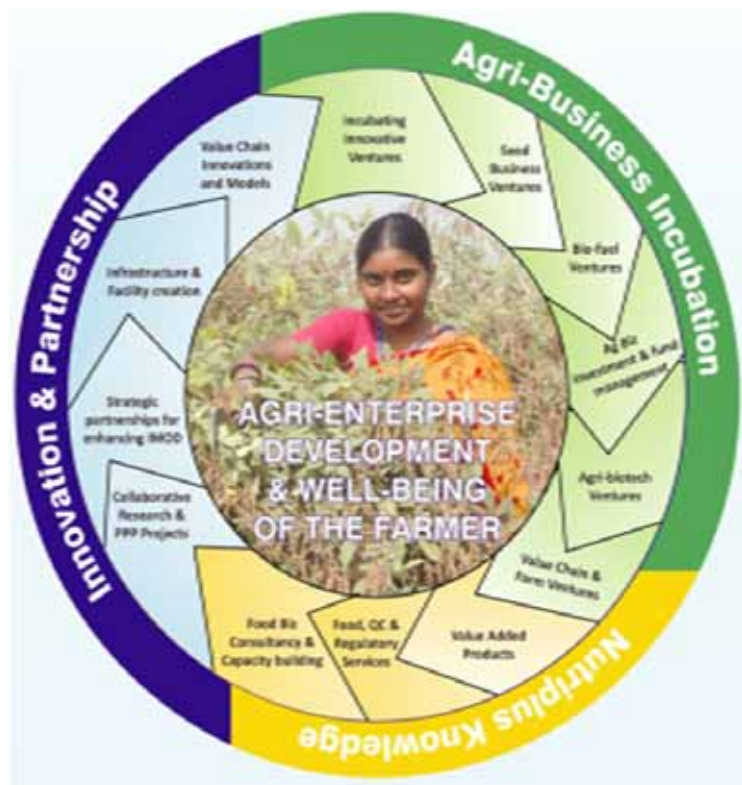 Agri-Business Incubation
Incubating
Innovative
Ventures
Seed
Business
Ventures
Bio-fuel
Ventures
Ag Biz
investment & fund
management
Agri-biotech
Ventures
Value Chain &
Farm Ventures
Nutriplus Knowledge
Value Added
Products
Food, QC &
Regulatory
Services
Food Biz
Consultancy &
Capacity building
Innovation & Partnership
Collaborative
Research &
PPP Projects
Strategic
partnerships for
enhancing IMOD
Infrastructure &
Facility creation
Value Chain
Innovations
and Models
AGRI-ENTERPRISE
DEVELOPMENT
& WELL-BEING
OF THE FARMER